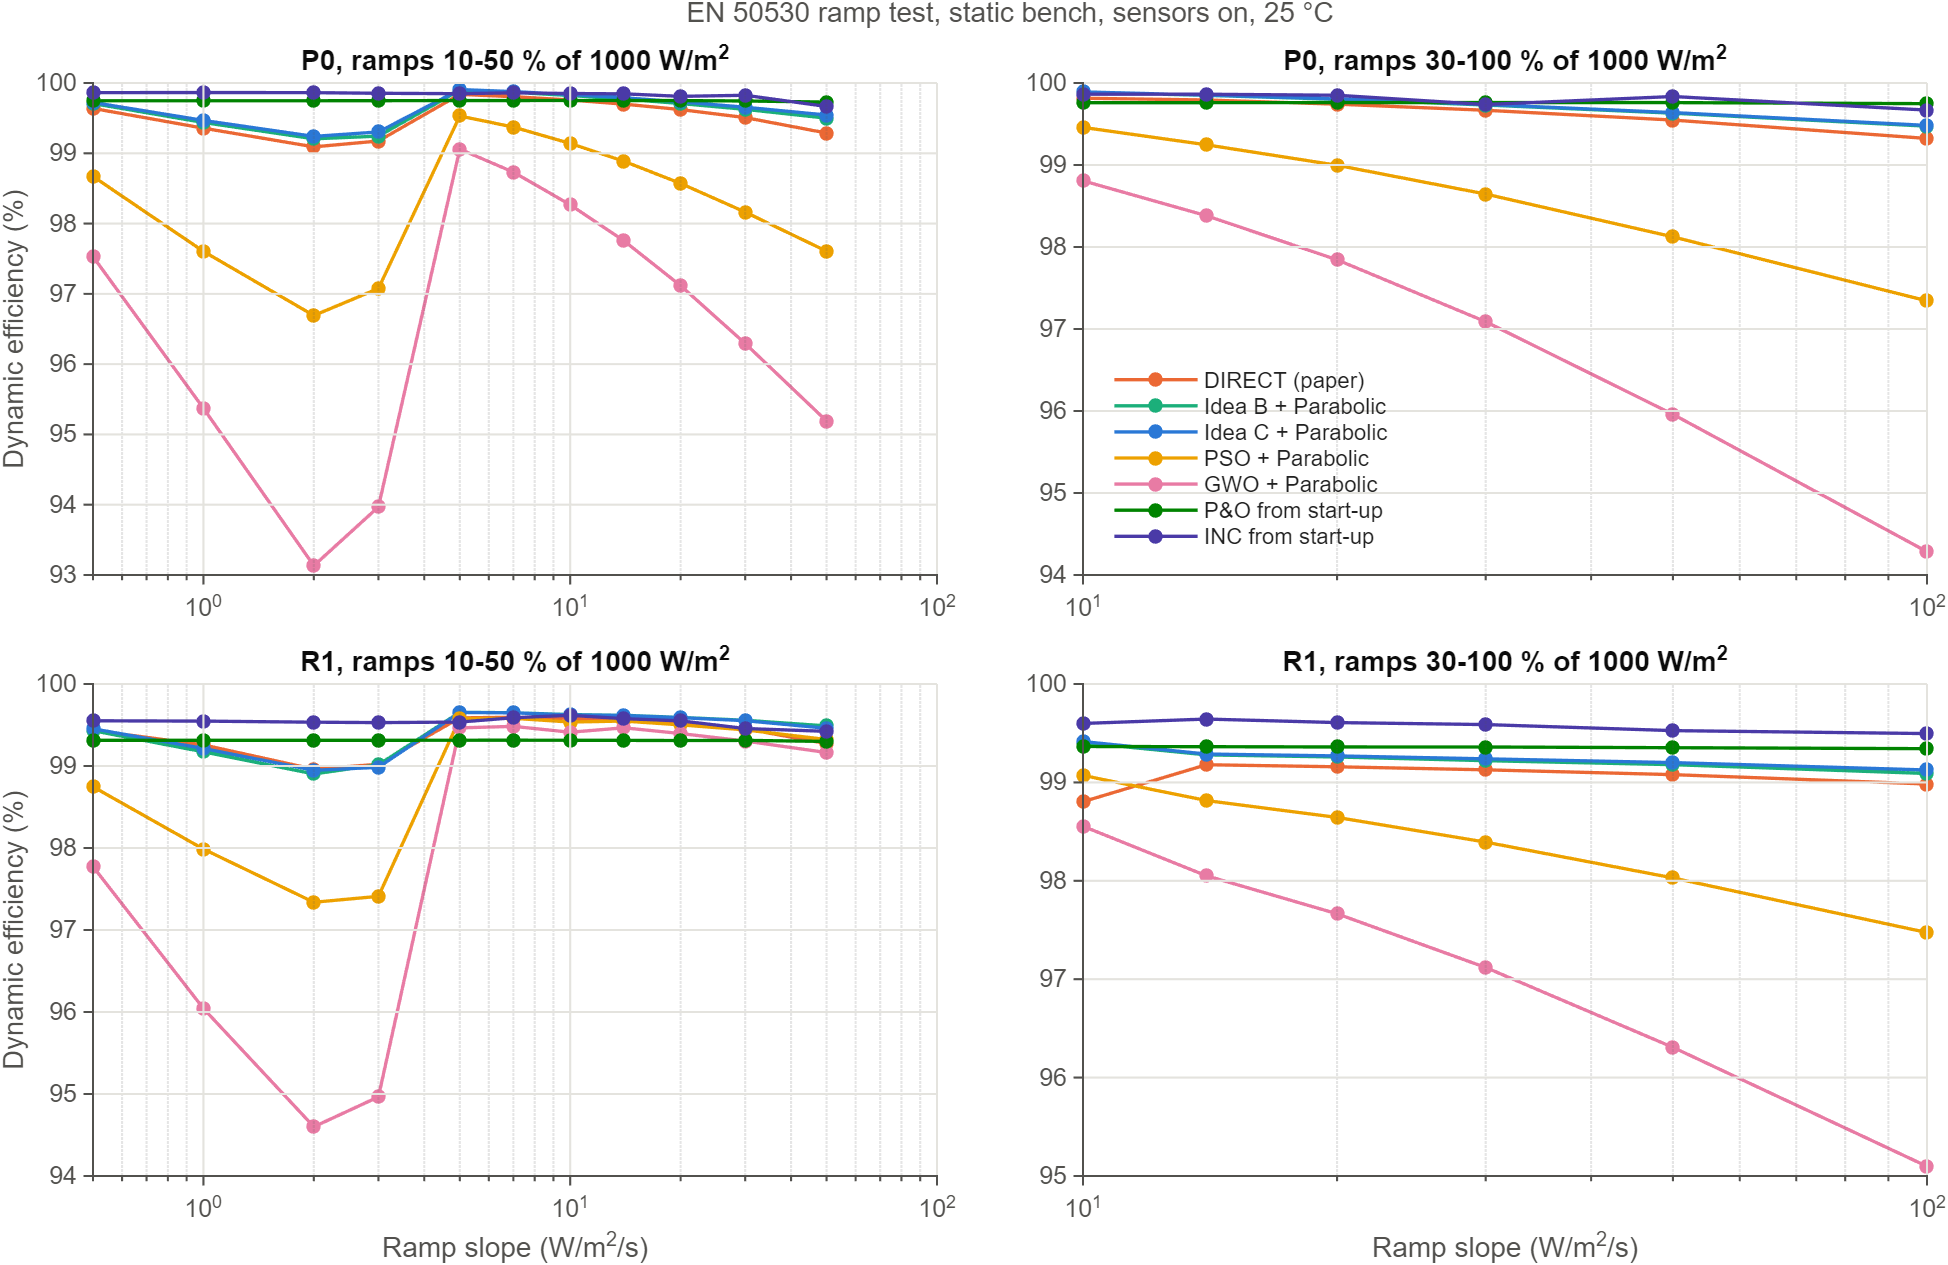 EN 50530 ramp test, static bench, sensors on, 25 °C
P0, ramps 10-50 % of 1000 W/m²
100
99
98
97
96
95
94
93
Dynamic efficiency (%)
10⁰
10¹
10²
P0, ramps 30-100 % of 1000 W/m²
100
99
98
97
96
95
94
DIRECT (paper)
Idea B + Parabolic
Idea C + Parabolic
PSO + Parabolic
GWO + Parabolic
P&O from start-up
INC from start-up
10¹
10²
R1, ramps 10-50 % of 1000 W/m²
100
99
98
97
96
95
94
Dynamic efficiency (%)
10⁰
10¹
10²
Ramp slope (W/m²/s)
R1, ramps 30-100 % of 1000 W/m²
100
99
98
97
96
95
10¹
10²
Ramp slope (W/m²/s)